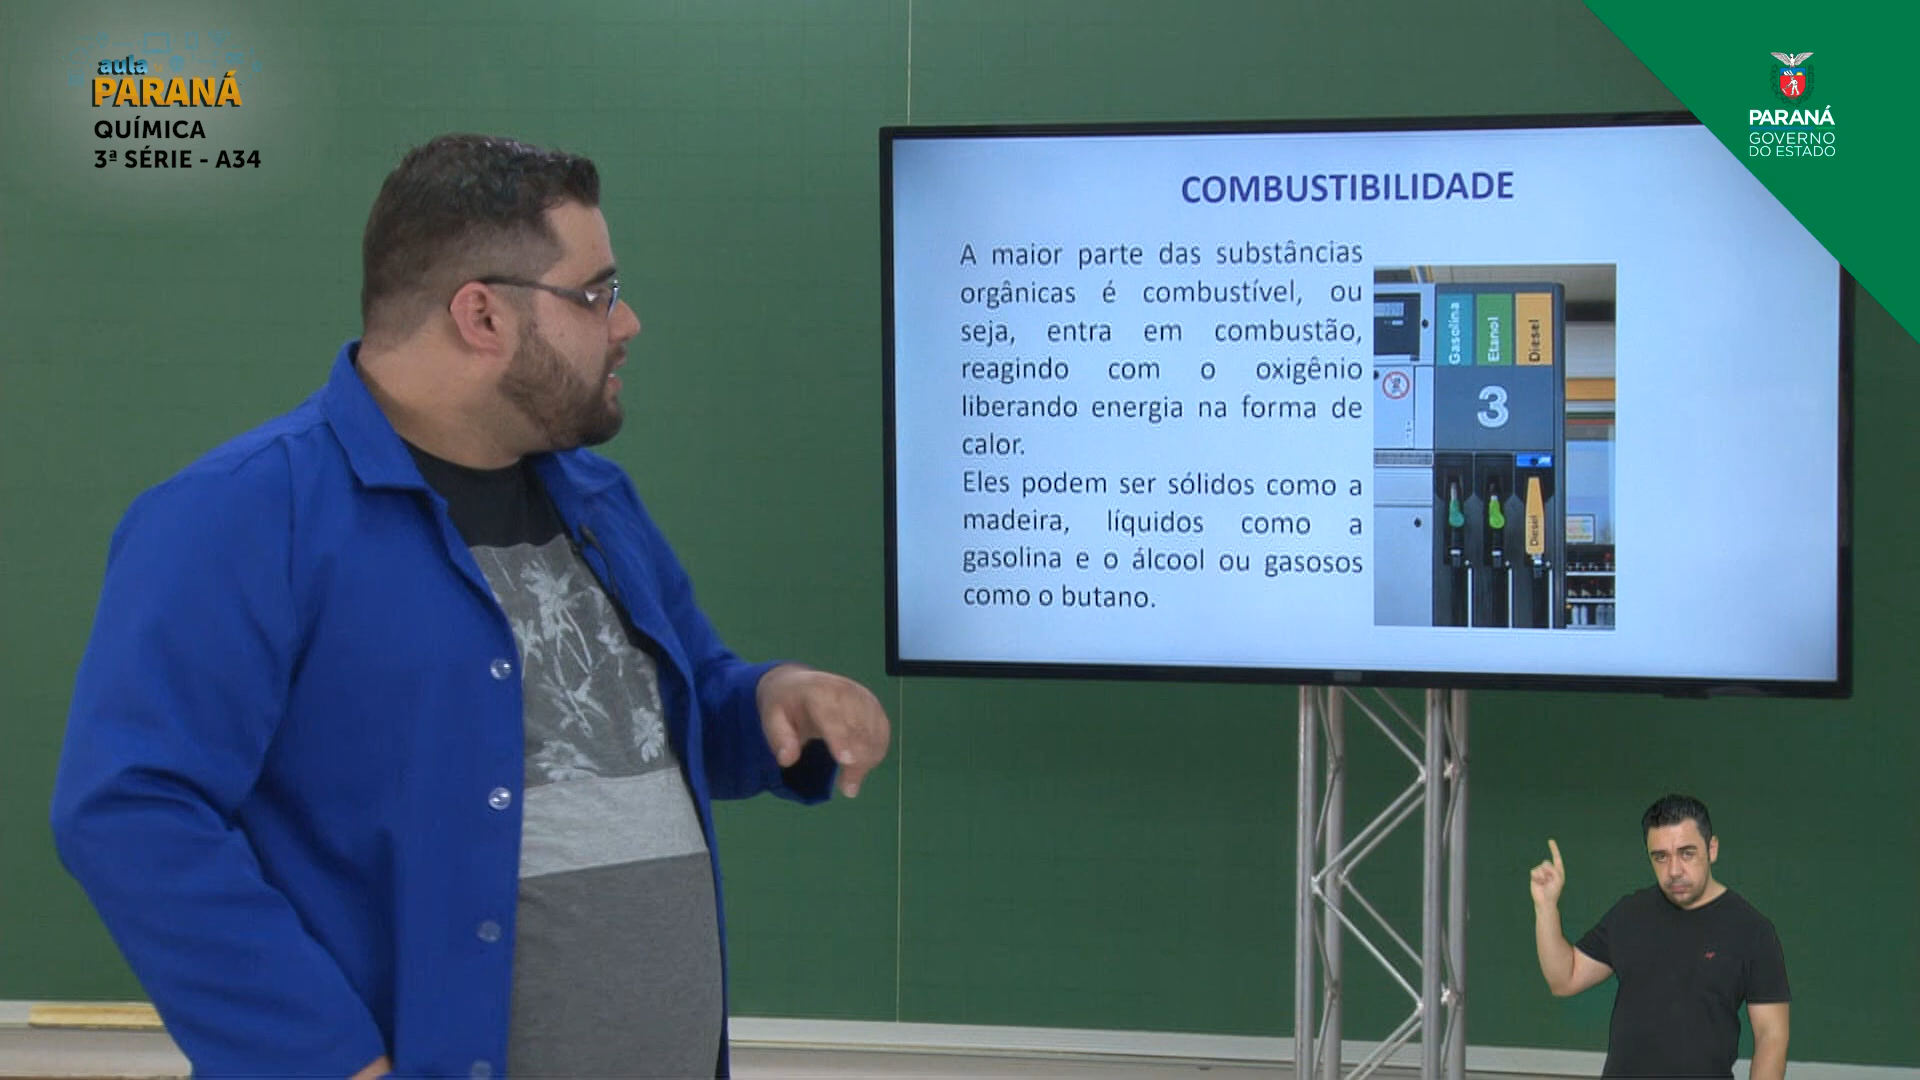 aula
PARANÁ
QUÍMICA
3ª SÉRIE - A34
PARANÁ
GOVERNO
DO ESTADO
COMBUSTIBILIDADE
A maior parte das substâncias
orgânicas é combustível, ou
seja, entra em combustão,
reagindo com o oxigênio
liberando energia na forma de
calor.
Eles podem ser sólidos como a
madeira, líquidos como a
gasolina e o álcool ou gasosos
como o butano.
Gasolina
Etanol
Diesel
3
Diesel